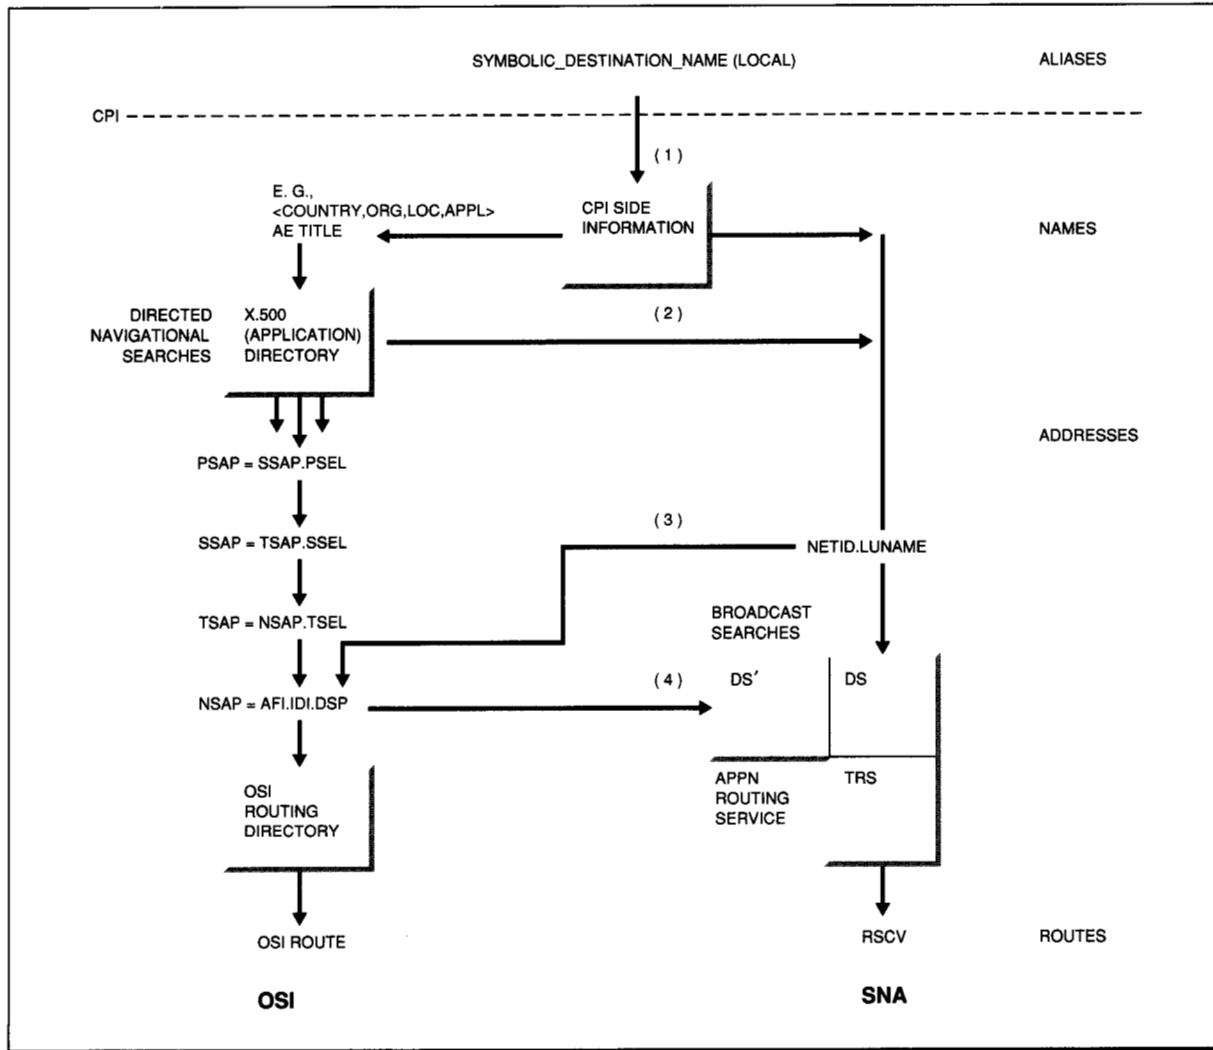 SYMBOLIC_DESTINATION_NAME (LOCAL)
ALIASES
CPI
( 1 )
E. G.,
<COUNTRY,ORG,LOC,APPL>
AE TITLE
CPI SIDE
INFORMATION
NAMES
DIRECTED
NAVIGATIONAL
SEARCHES
X.500
(APPLICATION)
DIRECTORY
( 2 )
ADDRESSES
PSAP = SSAP.PSEL
( 3 )
SSAP = TSAP.SSEL
NETID.LUNAME
TSAP = NSAP.TSEL
BROADCAST
SEARCHES
( 4 )
DS′
DS
NSAP = AFI.IDI.DSP
OSI
ROUTING
DIRECTORY
APPN
ROUTING
SERVICE
TRS
OSI ROUTE
RSCV
ROUTES
OSI
SNA